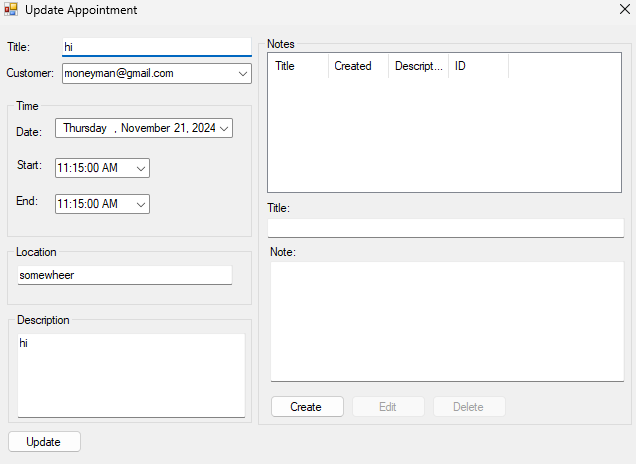 Update Appointment
Title: hi
Customer: moneyman@gmail.com
Time
Date: Thursday , November 21, 2024
Start: 11:15:00 AM
End: 11:15:00 AM
Location
somewheer
Description
hi
Update
Notes
Title Created Descript... ID
Title:
Note:
Create Edit Delete